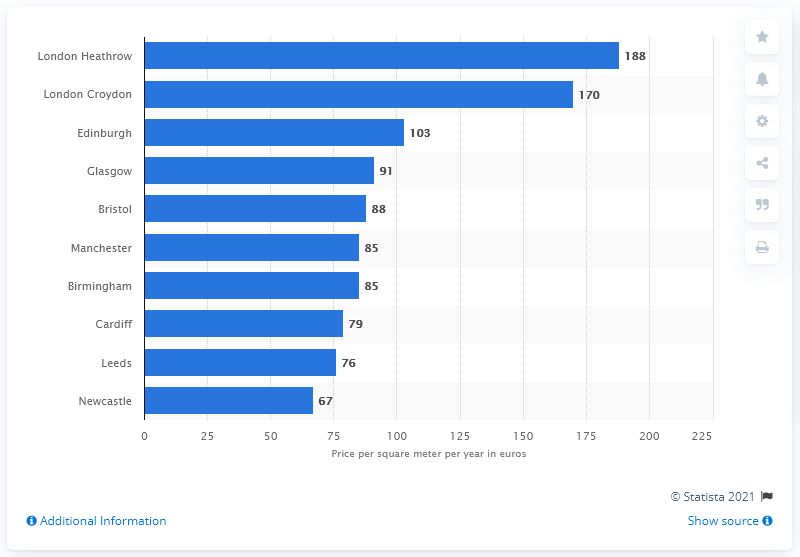 London Heathrow 188
London Croydon 170
Edinburgh 103
Glasgow 91
Bristol 88
Manchester 85
Birmingham 85
Cardiff 79
Leeds 76
Newcastle 67
0 25 50 75 100 125 150 175 200 225
Price per square meter per year in euros
© Statista 2021
Additional Information
Show source